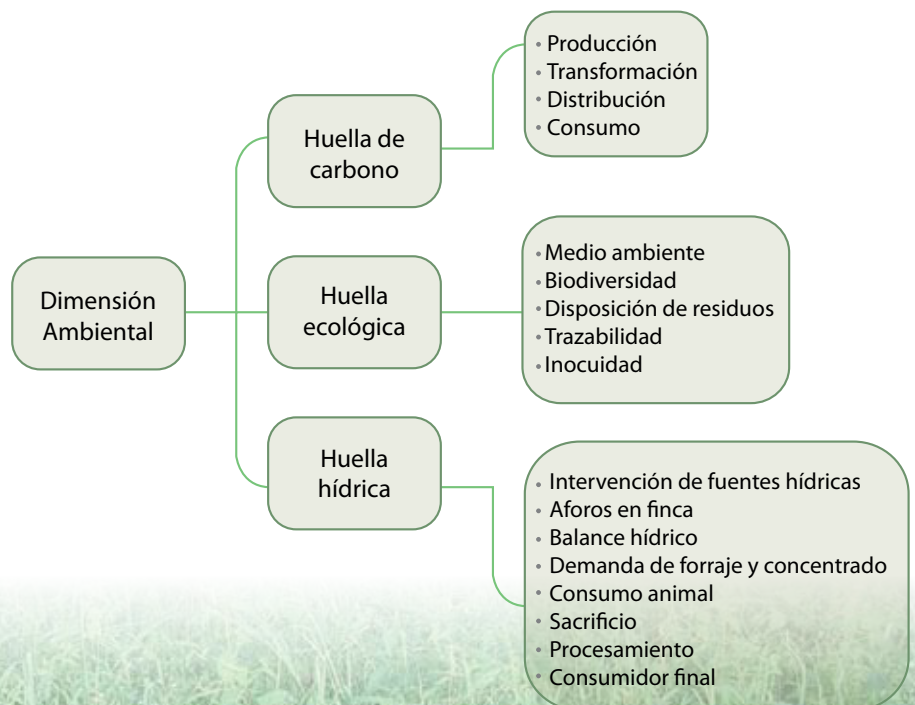 Dimensión
Ambiental
Huella de
carbono
• Producción
• Transformación
• Distribución
• Consumo
Huella
ecológica
• Medio ambiente
• Biodiversidad
• Disposición de residuos
• Trazabilidad
• Inocuidad
Huella
hídrica
• Intervención de fuentes hídricas
• Aforos en finca
• Balance hídrico
• Demanda de forraje y concentrado
• Consumo animal
• Sacrificio
• Procesamiento
• Consumidor final